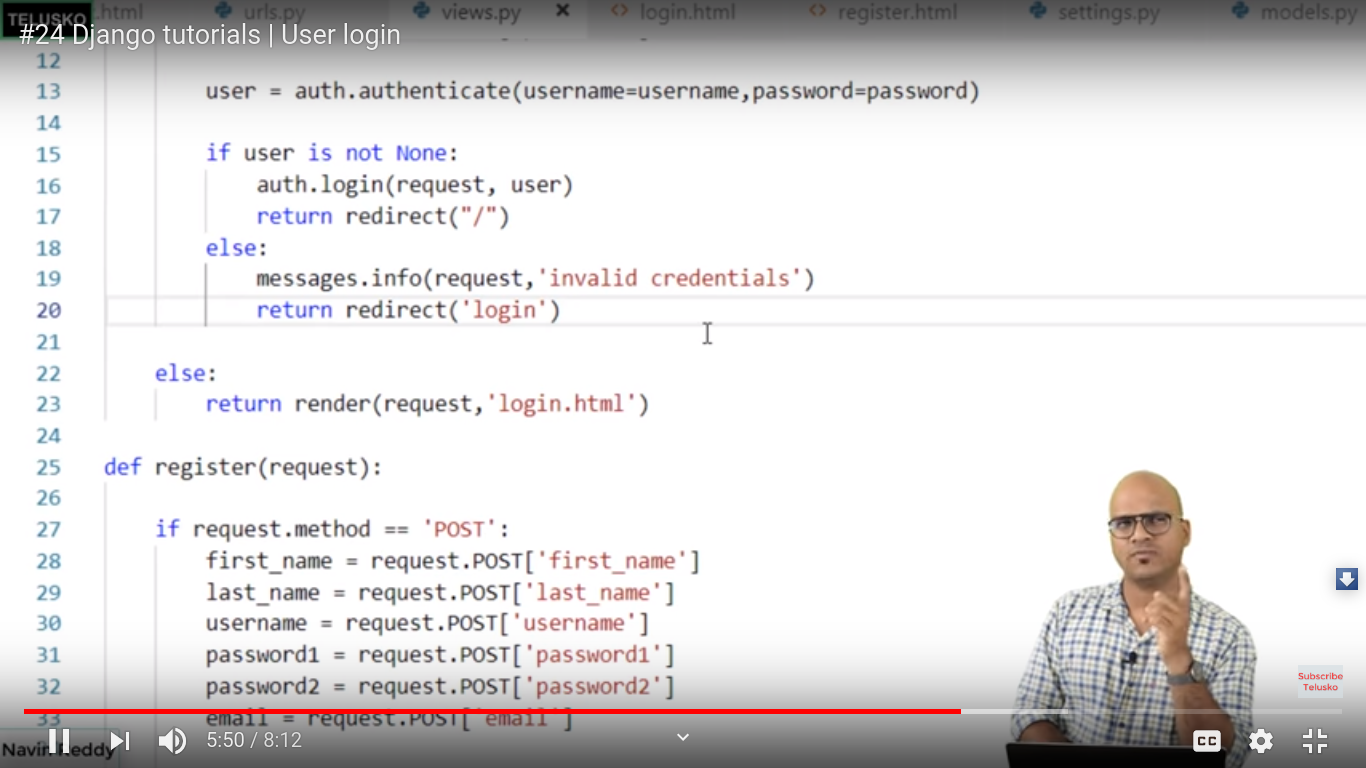 TELUSKO .html urls.py views.py × login.html register.html settings.py models.py
#24 Django tutorials | User login
12
13 user = auth.authenticate(username=username,password=password)
14
15 if user is not None:
16 auth.login(request, user)
17 return redirect("/")
18 else:
19 messages.info(request,'invalid credentials')
20 return redirect('login')
21
22 else:
23 return render(request,'login.html')
24
25 def register(request):
26
27 if request.method == 'POST':
28 first_name = request.POST['first_name']
29 last_name = request.POST['last_name']
30 username = request.POST['username']
31 password1 = request.POST['password1']
32 password2 = request.POST['password2']
33 email = request.POST['email']
Subscribe
Telusko
Navin Reddy
5:50 / 8:12
CC